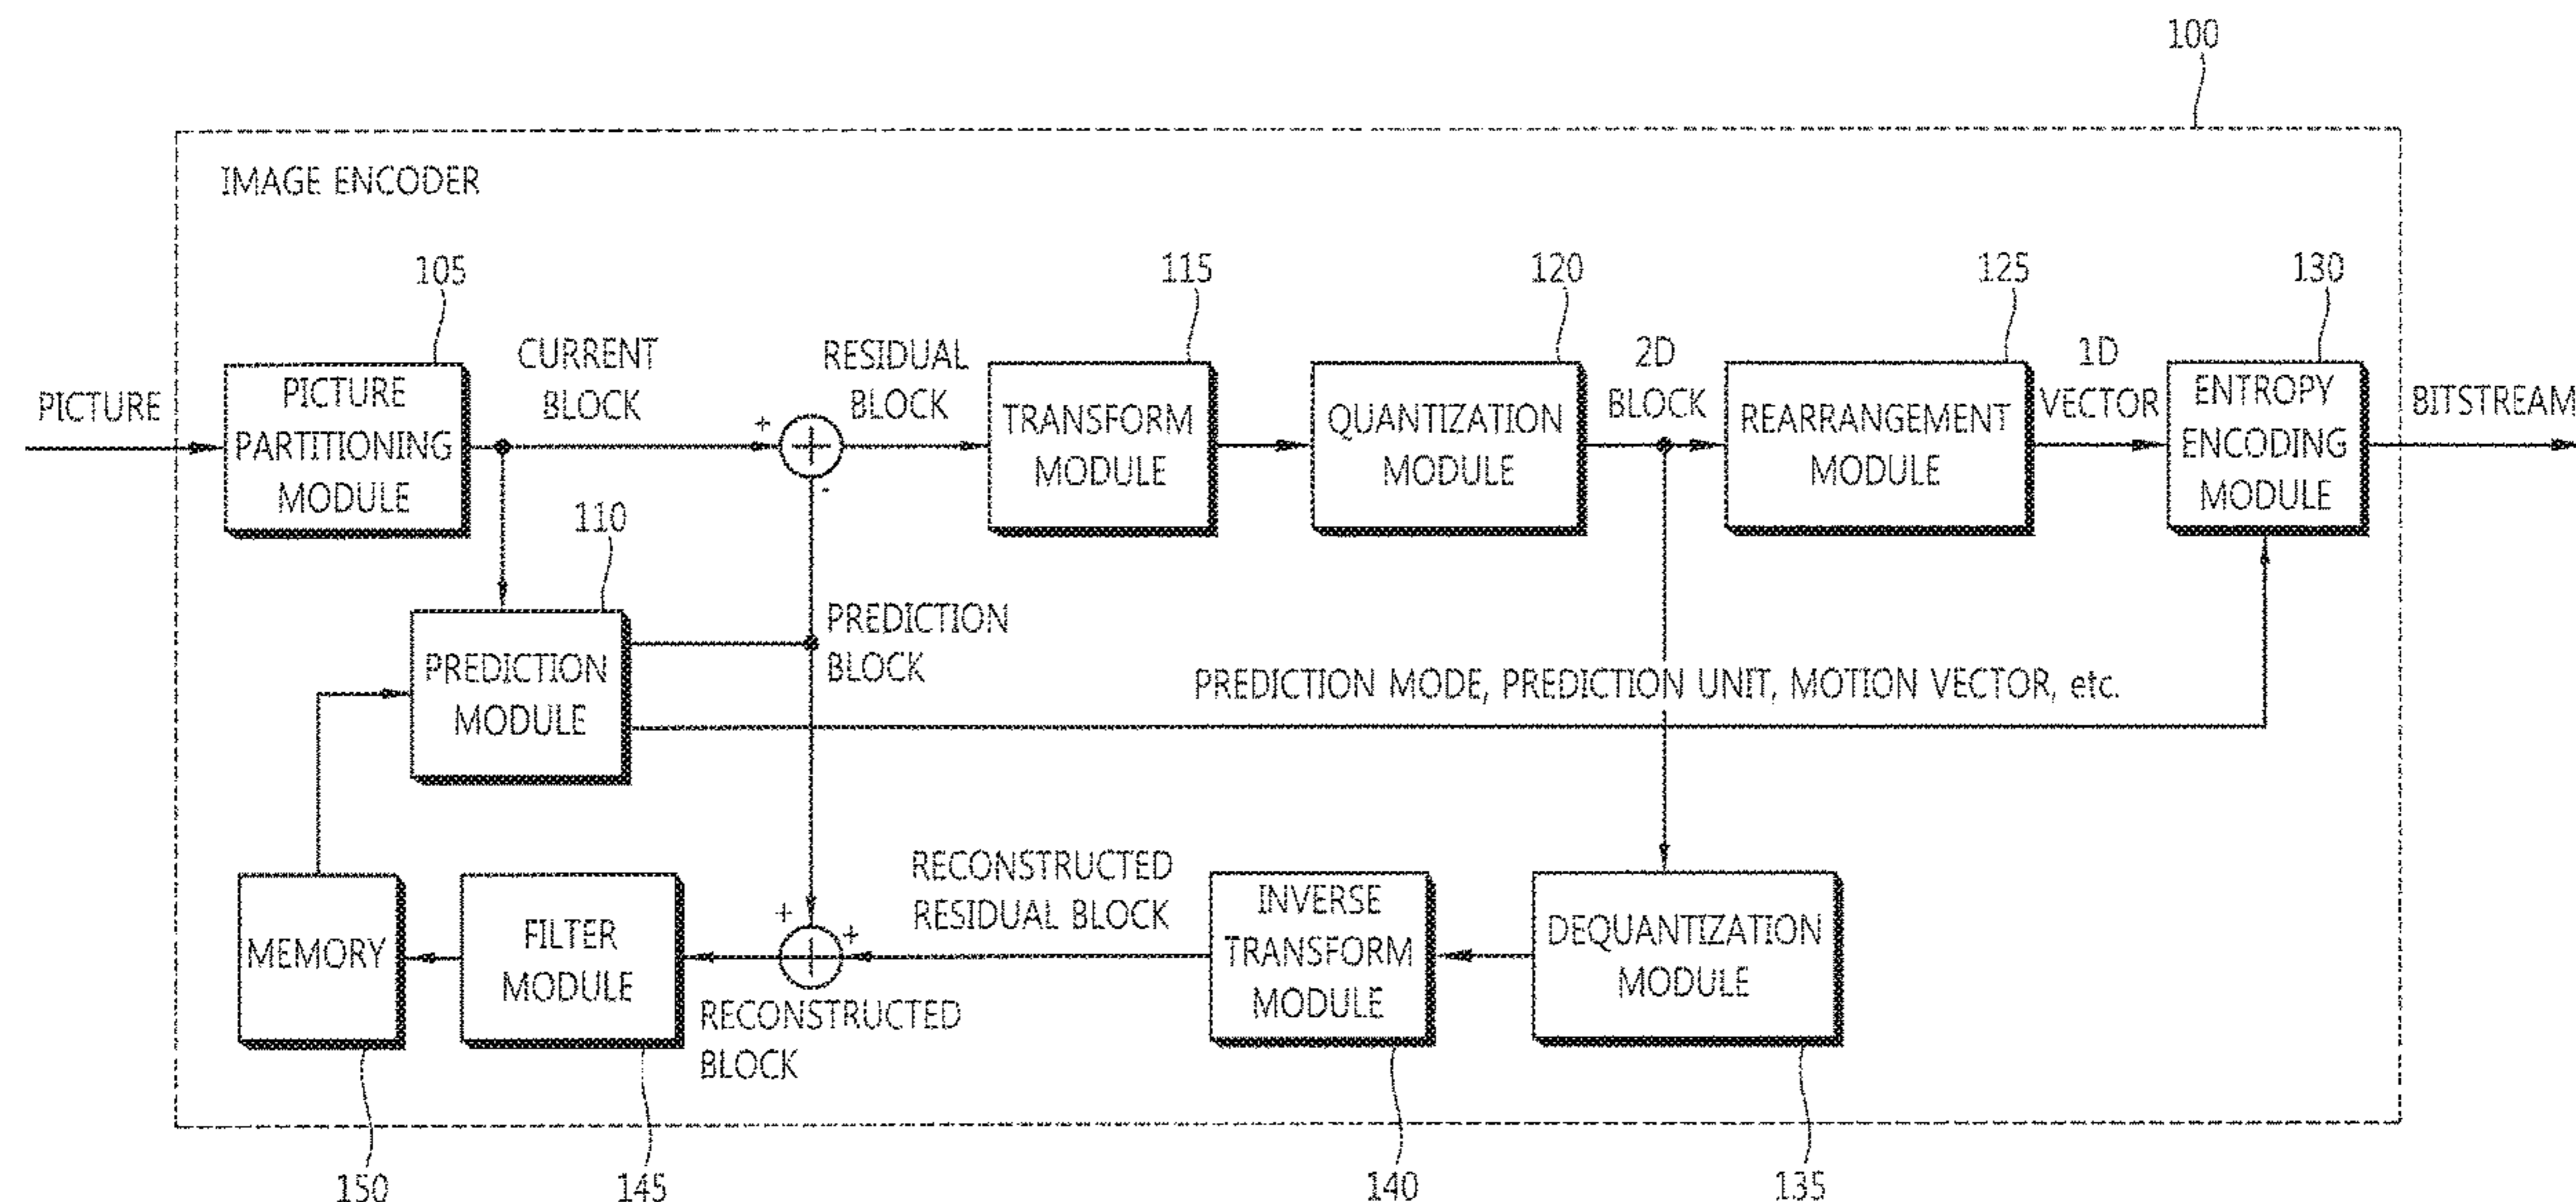 100
IMAGE ENCODER
105
115
120
125
130
PICTURE
PICTURE
PARTITIONING
MODULE
CURRENT
BLOCK
+
-
RESIDUAL
BLOCK
TRANSFORM
MODULE
QUANTIZATION
MODULE
2D
BLOCK
REARRANGEMENT
MODULE
1D
VECTOR
ENTROPY
ENCODING
MODULE
BITSTREAM
110
PREDICTION
MODULE
PREDICTION
BLOCK
PREDICTION MODE, PREDICTION UNIT, MOTION VECTOR, etc.
MEMORY
FILTER
MODULE
+
+
RECONSTRUCTED
BLOCK
RECONSTRUCTED
RESIDUAL BLOCK
INVERSE
TRANSFORM
MODULE
DEQUANTIZATION
MODULE
150
145
140
135